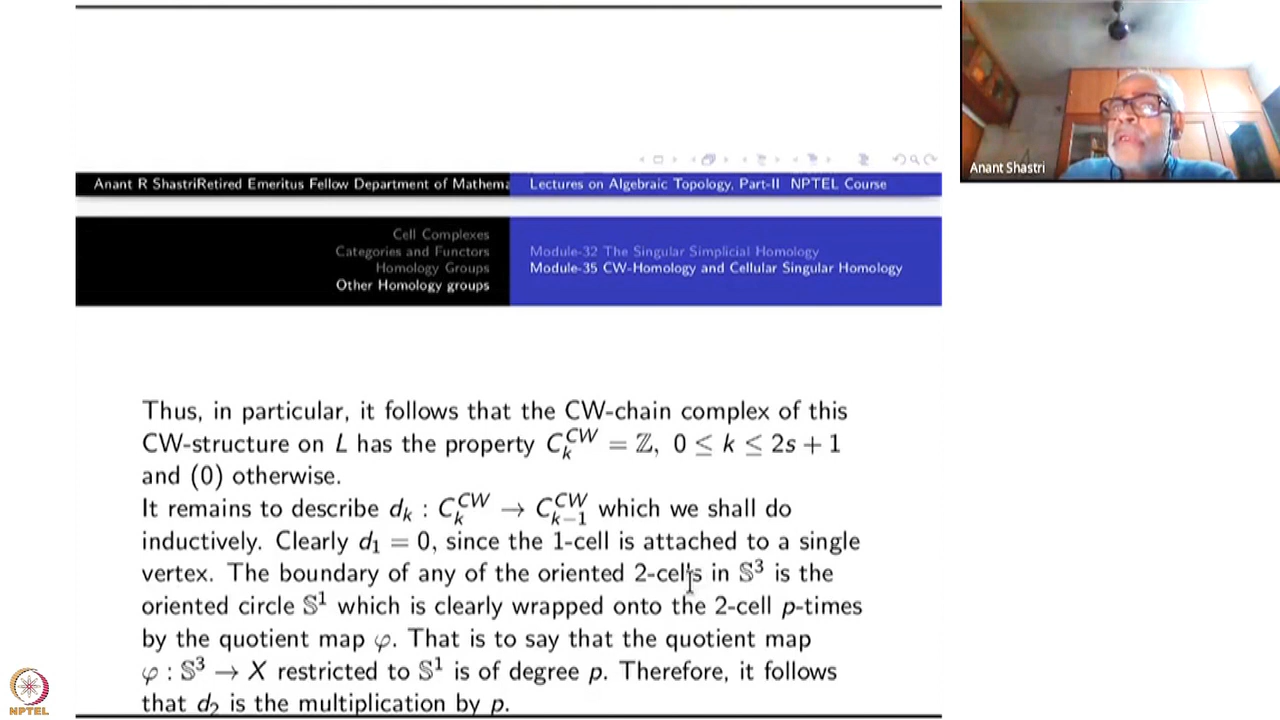 Anant Shastri
Anant R ShastriRetired Emeritus Fellow Department of Mathema
Lectures on Algebraic Topology, Part-II NPTEL Course
Cell Complexes
Categories and Functors
Homology Groups
Other Homology groups
Module-32 The Singular Simplicial Homology
Module-35 CW-Homology and Cellular Singular Homology
Thus, in particular, it follows that the CW-chain complex of this
CW-structure on L has the property C_k^{CW} = ℤ, 0 ≤ k ≤ 2s + 1
and (0) otherwise.
It remains to describe d_k : C_k^{CW} → C_{k−1}^{CW} which we shall do
inductively. Clearly d₁ = 0, since the 1-cell is attached to a single
vertex. The boundary of any of the oriented 2-cells in 𝕊³ is the
oriented circle 𝕊¹ which is clearly wrapped onto the 2-cell p-times
by the quotient map φ. That is to say that the quotient map
φ : 𝕊³ → X restricted to 𝕊¹ is of degree p. Therefore, it follows
that d₂ is the multiplication by p.
NPTEL